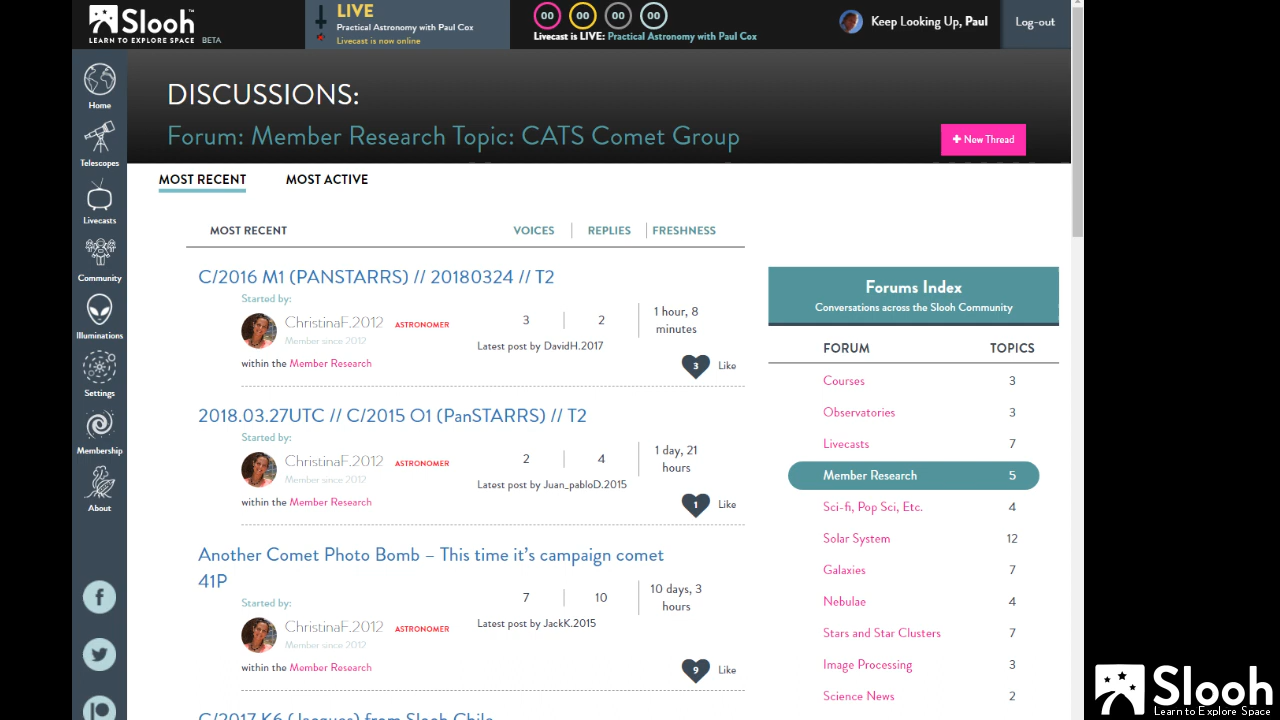 Slooh™
LEARN TO EXPLORE SPACE BETA
LIVE
Practical Astronomy with Paul Cox
Livecast is now online
00 00 00 00
Livecast is LIVE: Practical Astronomy with Paul Cox
Keep Looking Up, Paul
Log-out
Home
Telescopes
Livecasts
Community
Illuminations
Settings
Membership
About
DISCUSSIONS:
Forum: Member Research Topic: CATS Comet Group
+ New Thread
MOST RECENT MOST ACTIVE
MOST RECENT VOICES REPLIES FRESHNESS
C/2016 M1 (PANSTARRS) // 20180324 // T2
Started by:
ChristinaF.2012 ASTRONOMER
Member since 2012
within the Member Research
3 2
1 hour, 8
minutes
Latest post by DavidH.2017
3 Like
2018.03.27UTC // C/2015 O1 (PanSTARRS) // T2
Started by:
ChristinaF.2012 ASTRONOMER
Member since 2012
within the Member Research
2 4
1 day, 21
hours
Latest post by Juan_pabloD.2015
1 Like
Another Comet Photo Bomb – This time it's campaign comet
41P
Started by:
ChristinaF.2012 ASTRONOMER
Member since 2012
within the Member Research
7 10
10 days, 3
hours
Latest post by JackK.2015
9 Like
C/2017 K6 (Jacques) from Slooh Chile
Forums Index
Conversations across the Slooh Community
FORUM TOPICS
Courses 3
Observatories 3
Livecasts 7
Member Research 5
Sci-fi, Pop Sci, Etc. 4
Solar System 12
Galaxies 7
Nebulae 4
Stars and Star Clusters 7
Image Processing 3
Science News 2
Slooh
Learn to Explore Space